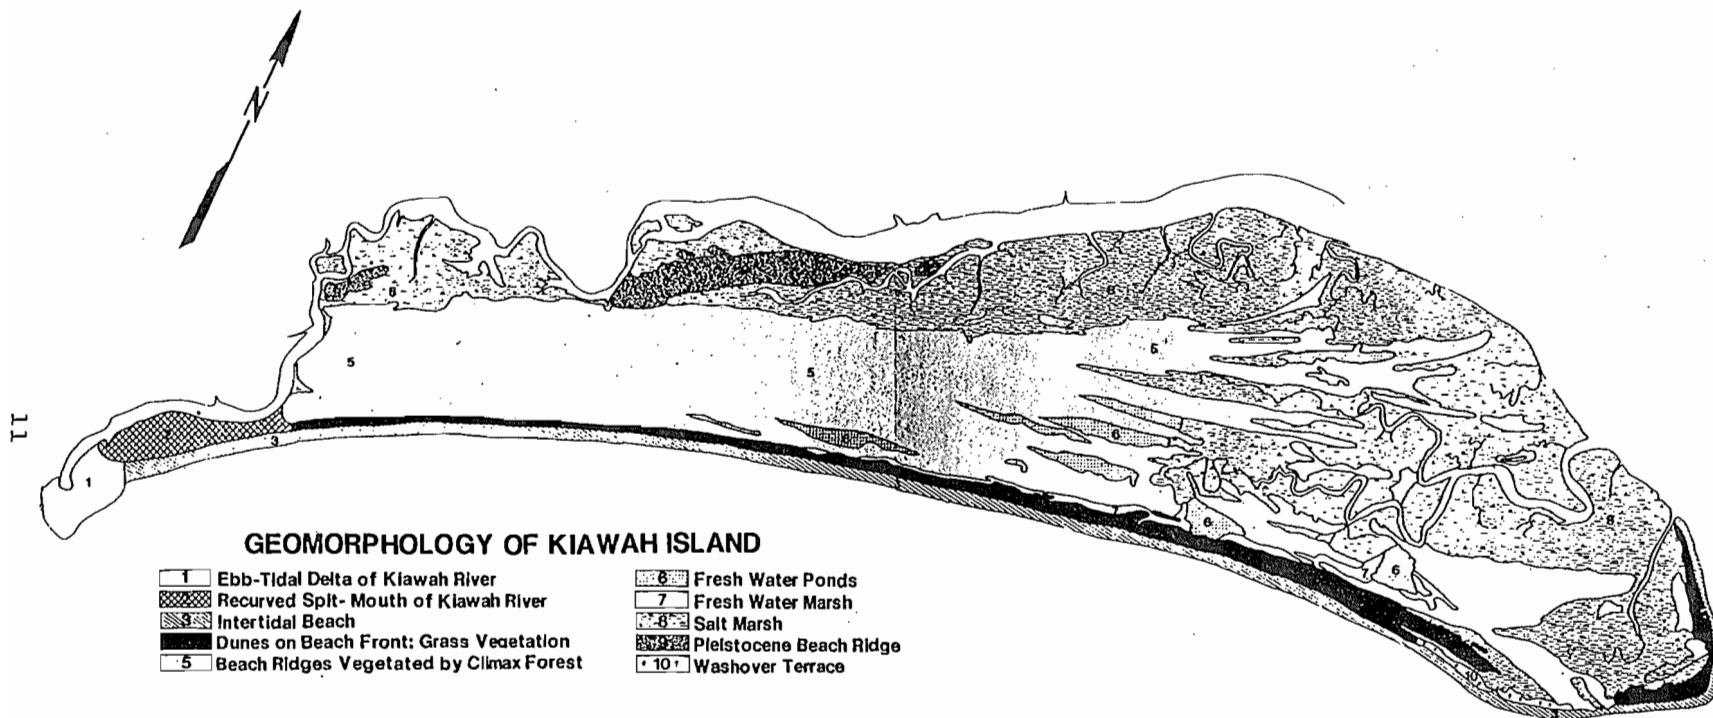 N
5
5
5
6
6
6
6
8
8
8
2
3
1
7
7
10
11
GEOMORPHOLOGY OF KIAWAH ISLAND
1 Ebb-Tidal Delta of Kiawah River
2 Recurved Spit- Mouth of Kiawah River
3 Intertidal Beach
Dunes on Beach Front: Grass Vegetation
5 Beach Ridges Vegetated by Climax Forest
6 Fresh Water Ponds
7 Fresh Water Marsh
8 Salt Marsh
9 Pleistocene Beach Ridge
10 Washover Terrace